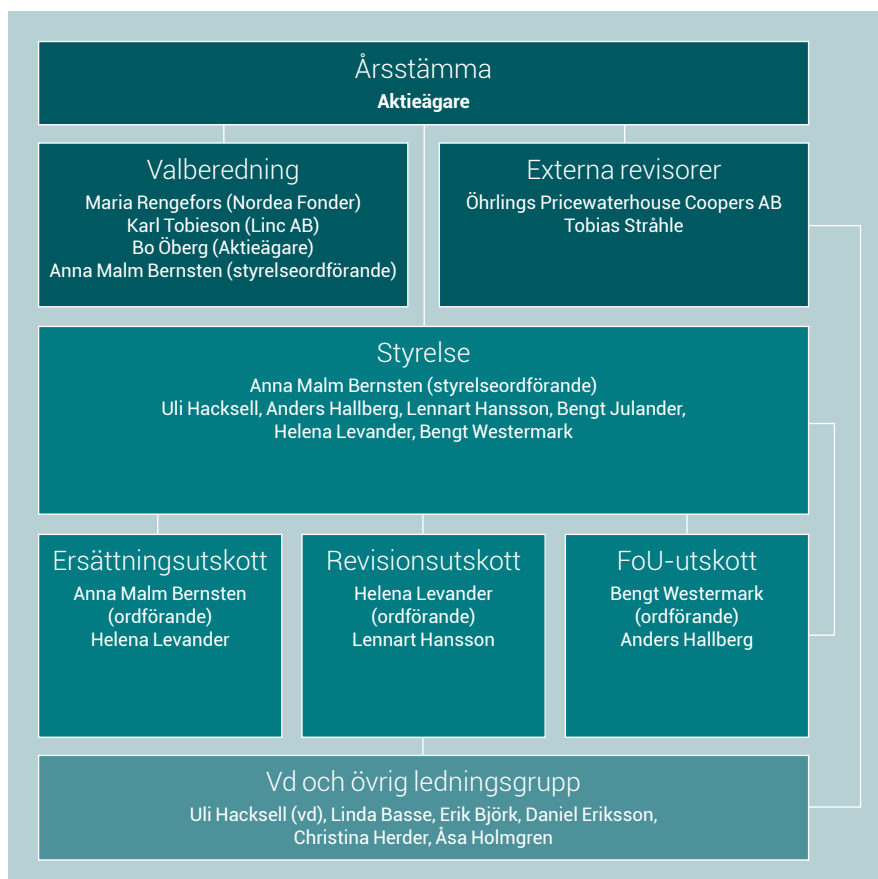 Årsstämma
Aktieägare
Valberedning
Maria Rengefors (Nordea Fonder)
Karl Tobieson (Linc AB)
Bo Öberg (Aktieägare)
Anna Malm Bernsten (styrelseordförande)
Externa revisorer
Öhrlings Pricewaterhouse Coopers AB
Tobias Stråhle
Styrelse
Anna Malm Bernsten (styrelseordförande)
Uli Hacksell, Anders Hallberg, Lennart Hansson, Bengt Julander,
Helena Levander, Bengt Westermark
Ersättningsutskott
Anna Malm Bernsten
(ordförande)
Helena Levander
Revisionsutskott
Helena Levander
(ordförande)
Lennart Hansson
FoU-utskott
Bengt Westermark
(ordförande)
Anders Hallberg
Vd och övrig ledningsgrupp
Uli Hacksell (vd), Linda Basse, Erik Björk, Daniel Eriksson,
Christina Herder, Åsa Holmgren